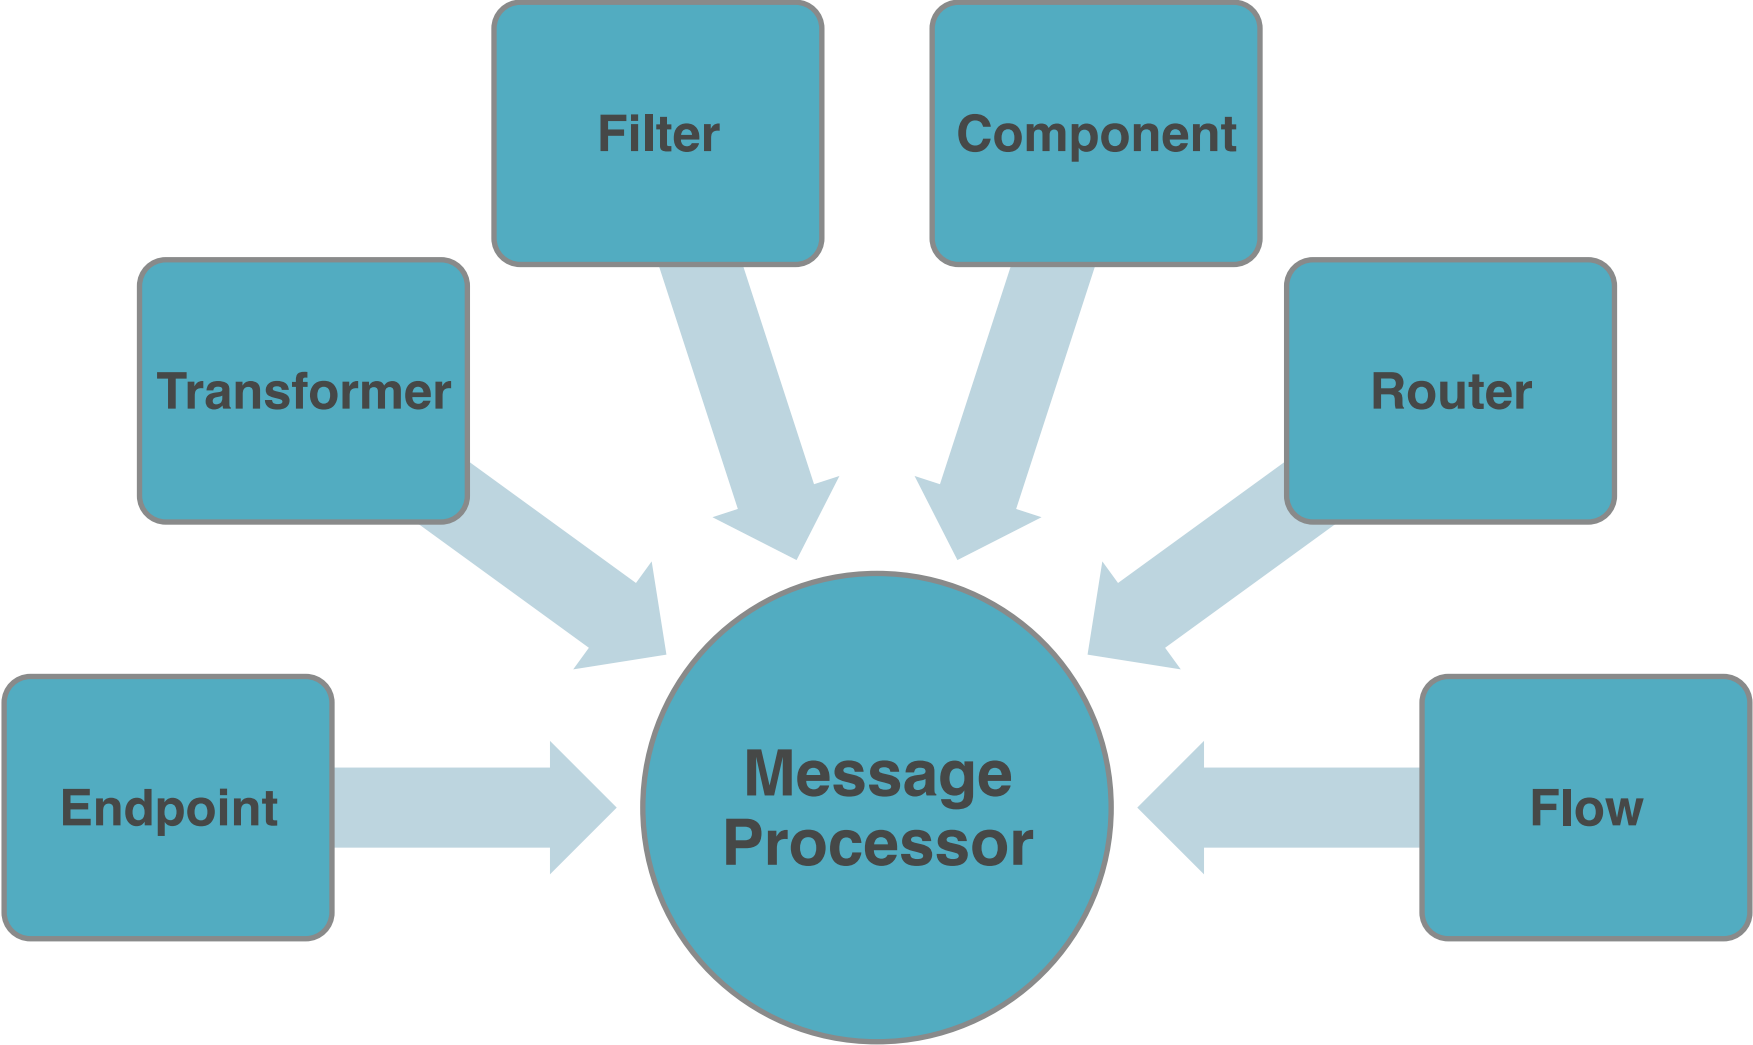 Filter
Component
Transformer
Router
Endpoint
Message
Processor
Flow